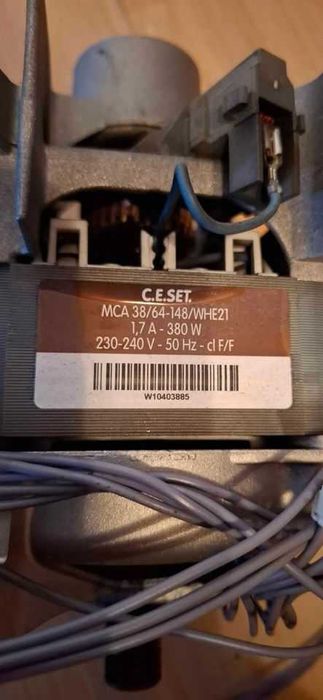 C.E.SET.
MCA 38/64-148/WHE21
1,7 A - 380 W
230-240 V - 50 Hz - cl F/F
W10403885